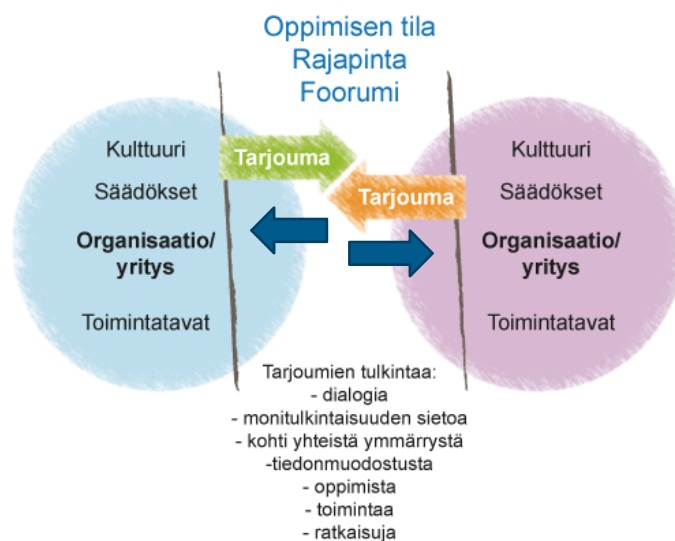 Oppimisen tila
Rajapinta
Foorumi
Kulttuuri
Säädökset
Organisaatio/
yritys
Toimintatavat
Tarjouma
Tarjouma
Kulttuuri
Säädökset
Organisaatio/
yritys
Toimintatavat
Tarjoumien tulkintaa:
- dialogia
- monitulkintaisuuden sietoa
- kohti yhteistä ymmärrystä
-tiedonmuodostusta
- oppimista
- toimintaa
- ratkaisuja